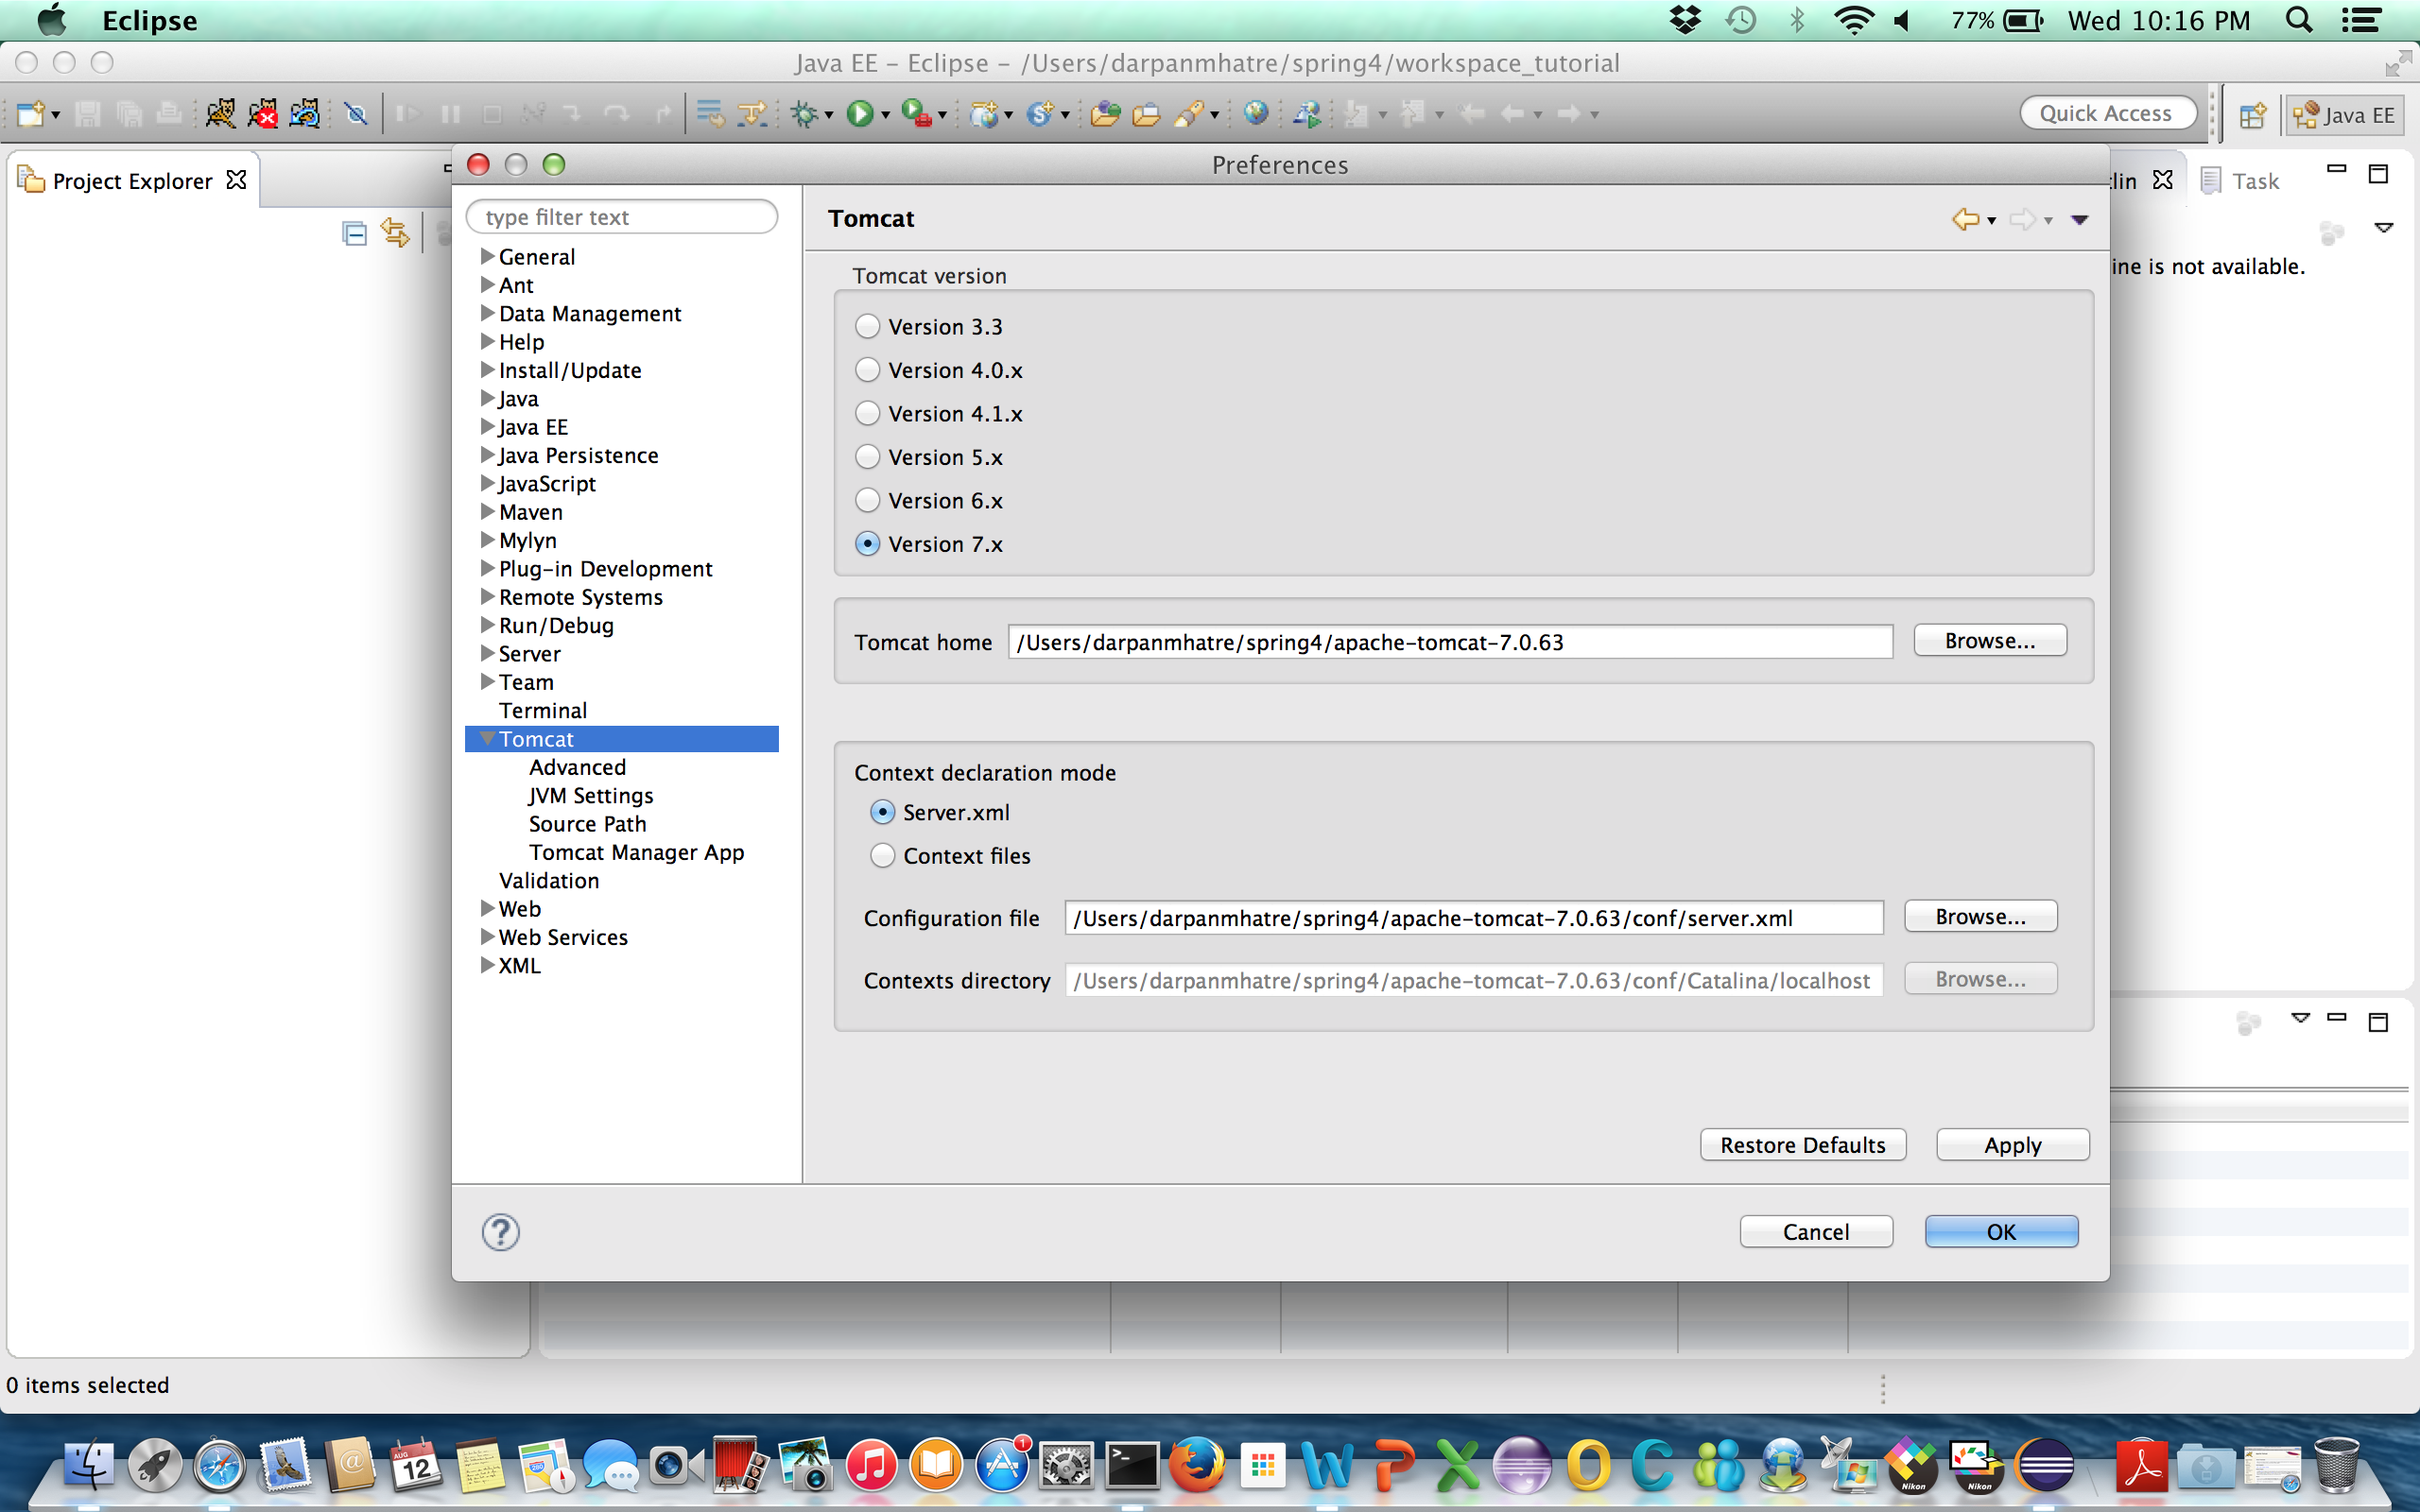 Eclipse
77%
Wed 10:16 PM
Java EE – Eclipse – /Users/darpanmhatre/spring4/workspace_tutorial
Quick Access
Java EE
Project Explorer
Preferences
tlin
Task
type filter text
Tomcat
ine is not available.
General
Ant
Data Management
Help
Install/Update
Java
Java EE
Java Persistence
JavaScript
Maven
Mylyn
Plug-in Development
Remote Systems
Run/Debug
Server
Team
Terminal
Tomcat
Advanced
JVM Settings
Source Path
Tomcat Manager App
Validation
Web
Web Services
XML
Tomcat version
Version 3.3
Version 4.0.x
Version 4.1.x
Version 5.x
Version 6.x
Version 7.x
Tomcat home
/Users/darpanmhatre/spring4/apache-tomcat-7.0.63
Browse...
Context declaration mode
Server.xml
Context files
Configuration file
/Users/darpanmhatre/spring4/apache-tomcat-7.0.63/conf/server.xml
Browse...
Contexts directory
/Users/darpanmhatre/spring4/apache-tomcat-7.0.63/conf/Catalina/localhost
Browse...
Restore Defaults
Apply
Cancel
OK
0 items selected
AUG
12
1
Nikon
Nikon